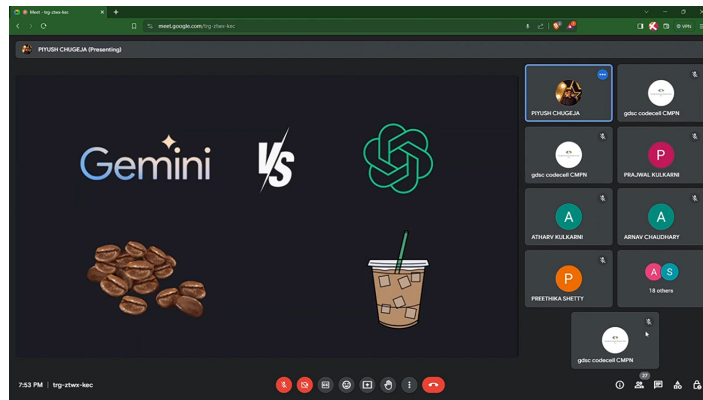 Meet - trg-ztwx-kec
meet.google.com/trg-ztwx-kec
VPN
PIYUSH CHUGEJA (Presenting)
Gemini VS
PIYUSH CHUGEJA
gdsc codecell CMPN
gdsc codecell CMPN
P
PRAJWAL KULKARNI
A
ATHARV KULKARNI
A
ARNAV CHAUDHARY
P
PREETHIKA SHETTY
A S
18 others
gdsc codecell CMPN
7:53 PM | trg-ztwx-kec
27